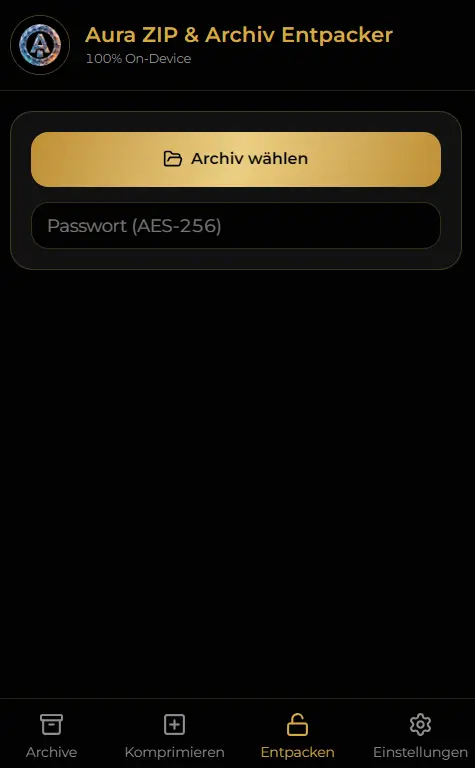 Aura ZIP & Archiv Entpacker
100% On-Device
Archiv wählen
Passwort (AES-256)
Archive
Komprimieren
Entpacken
Einstellungen